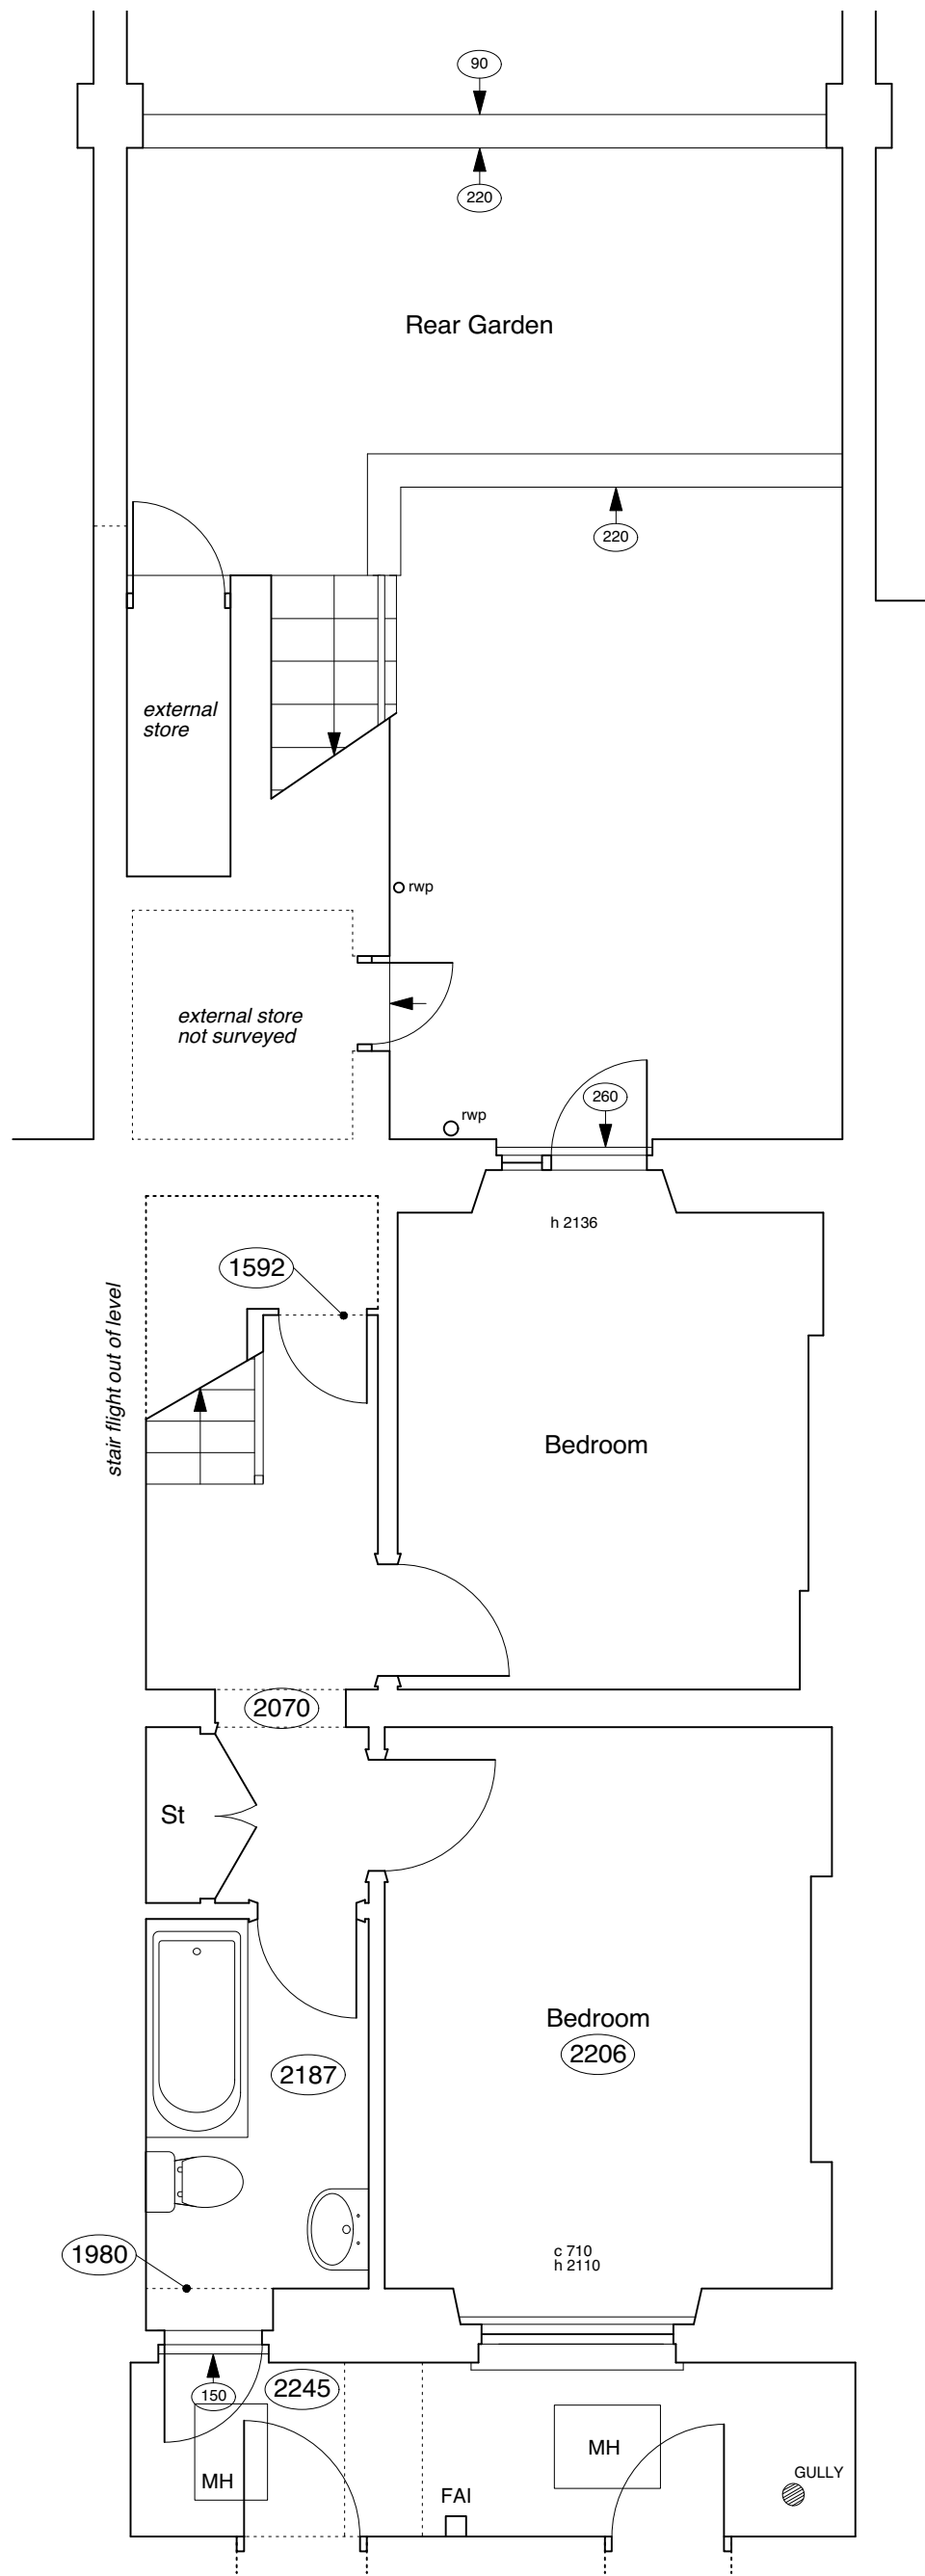 90
220
Rear Garden
220
external
store
rwp
external store
not surveyed
rwp
260
h 2136
1592
stair flight out of level
Bedroom
2070
St
Bedroom
2206
2187
1980
c 710
h 2110
2245
150
MH
MH
GULLY
FAI